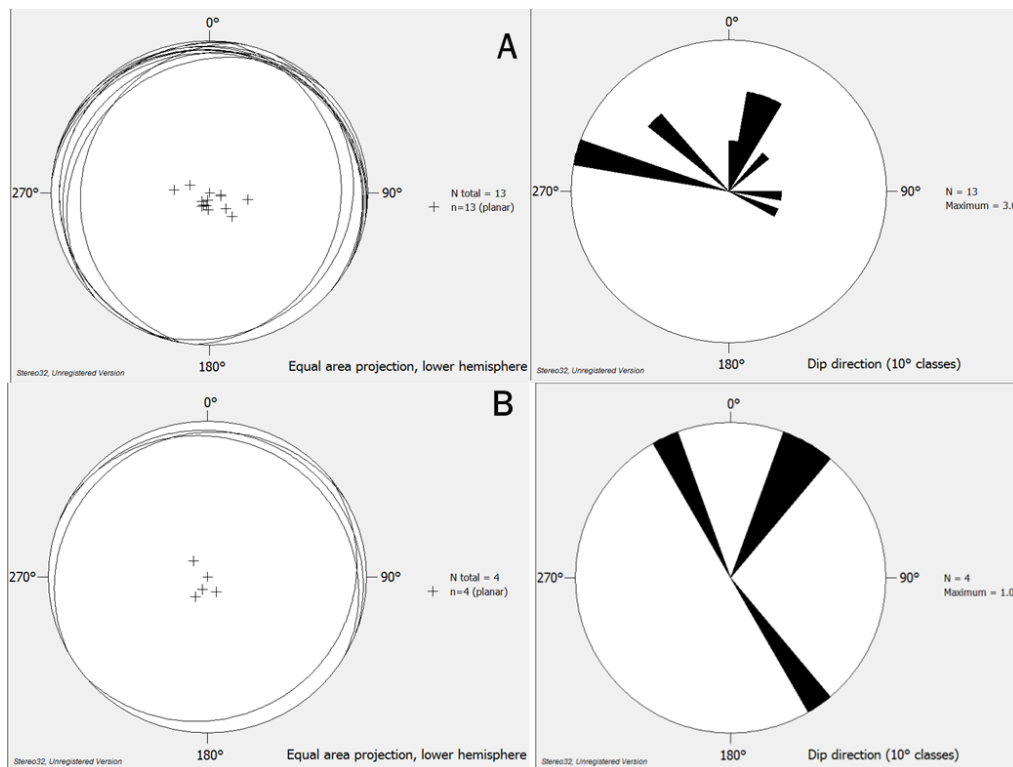 0°
A
270°
90°
N total = 13
n=13 (planar)
180°
Equal area projection, lower hemisphere
Stereo32, Unregistered Version
0°
270°
90°
N = 13
Maximum = 3.0
180°
Dip direction (10° classes)
Stereo32, Unregistered Version
0°
B
270°
90°
N total = 4
n=4 (planar)
180°
Equal area projection, lower hemisphere
Stereo32, Unregistered Version
0°
270°
90°
N = 4
Maximum = 1.0
180°
Dip direction (10° classes)
Stereo32, Unregistered Version